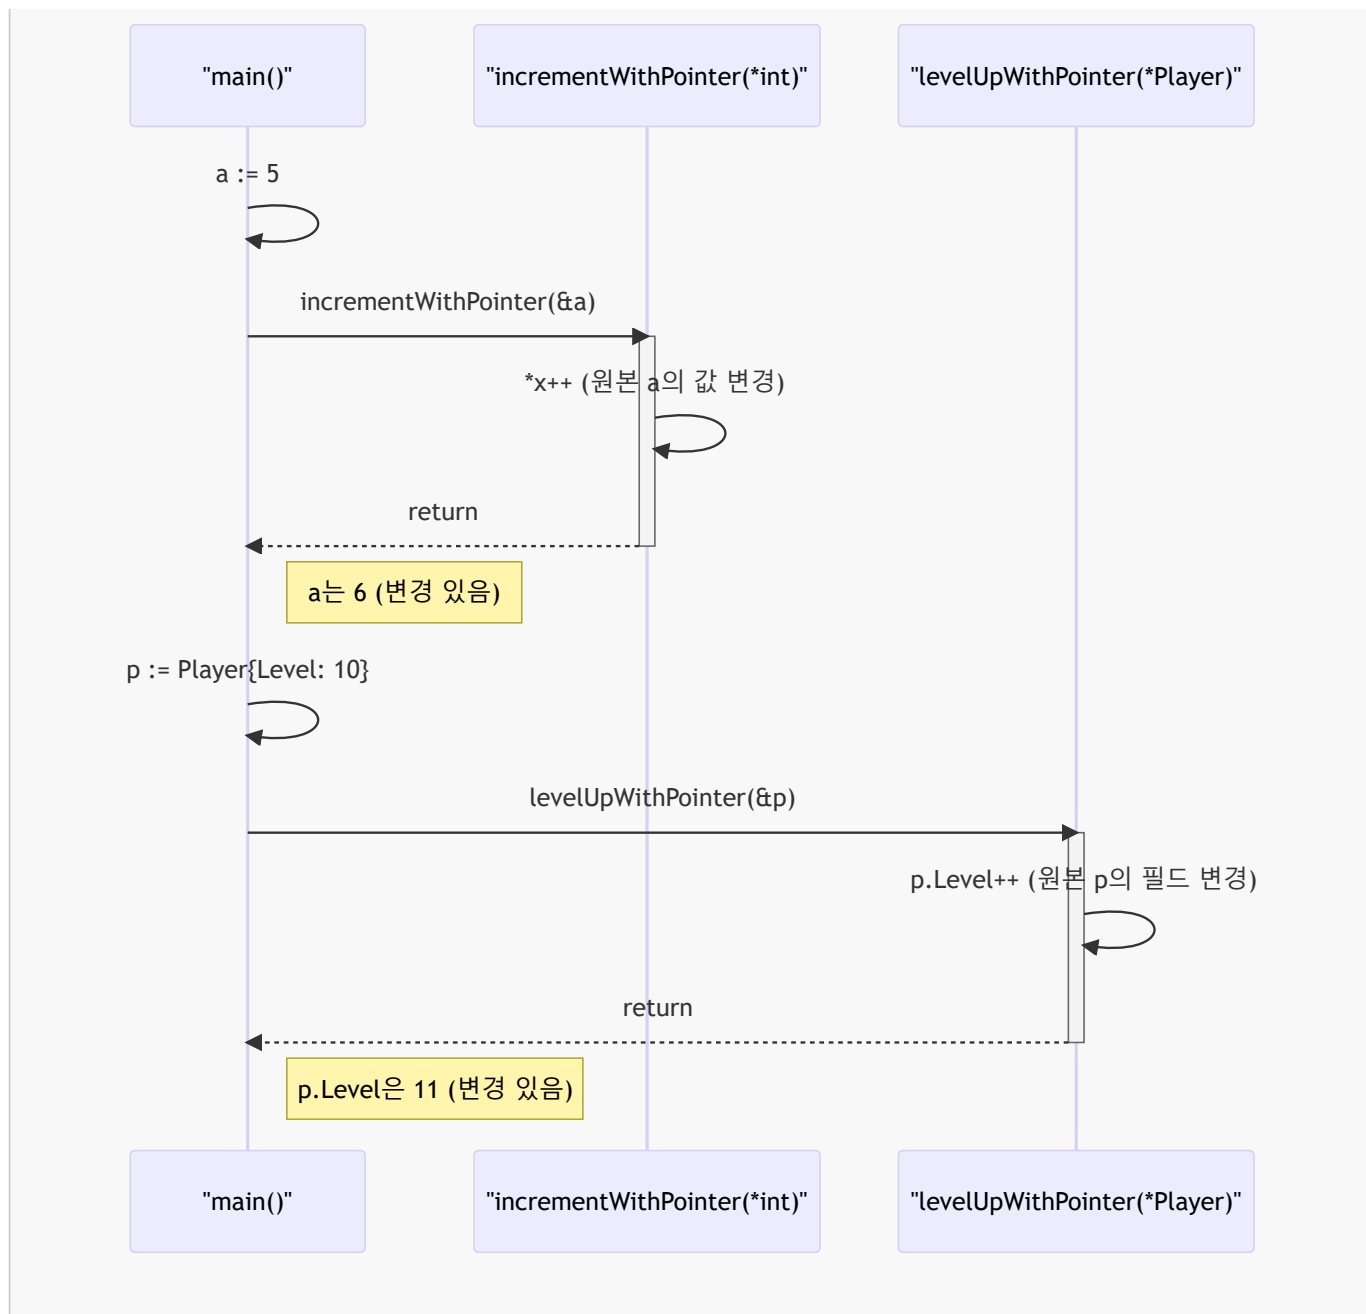 "main()"
"incrementWithPointer(*int)"
"levelUpWithPointer(*Player)"
a := 5
incrementWithPointer(&a)
*x++ (원본 a의 값 변경)
return
a는 6 (변경 있음)
p := Player{Level: 10}
levelUpWithPointer(&p)
p.Level++ (원본 p의 필드 변경)
return
p.Level은 11 (변경 있음)
"main()"
"incrementWithPointer(*int)"
"levelUpWithPointer(*Player)"